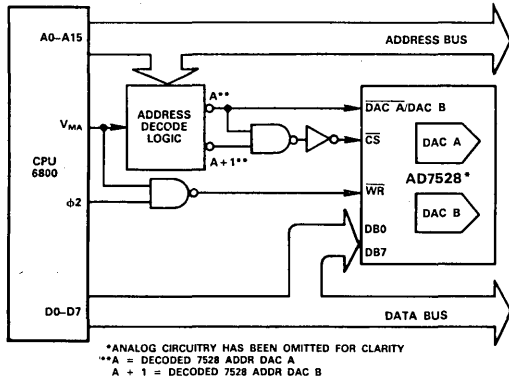 A0–A15
ADDRESS BUS
A**
ADDRESS
DECODE
LOGIC
DAC A/DAC B
VMA
CS
DAC A
A+1**
CPU
6800
AD7528*
WR
φ2
DAC B
DB0
DB7
D0–D7
DATA BUS
*ANALOG CIRCUITRY HAS BEEN OMITTED FOR CLARITY
**A = DECODED 7528 ADDR DAC A
A + 1 = DECODED 7528 ADDR DAC B